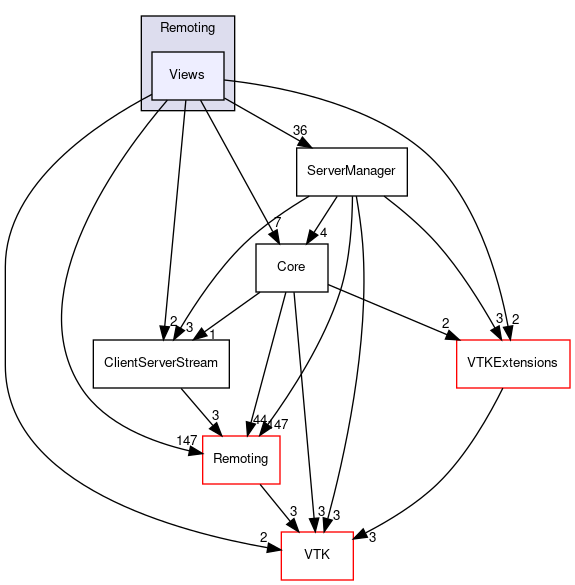 Remoting
Views
36
ServerManager
7
4
Core
2
3
1
2
3
2
ClientServerStream
VTKExtensions
3
147
44
147
Remoting
3
3
3
2
3
VTK